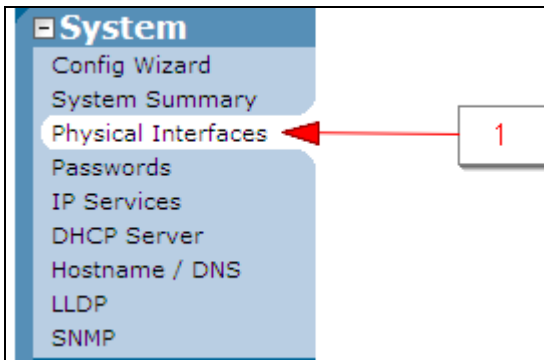 System
Config Wizard
System Summary
Physical Interfaces
1
Passwords
IP Services
DHCP Server
Hostname / DNS
LLDP
SNMP